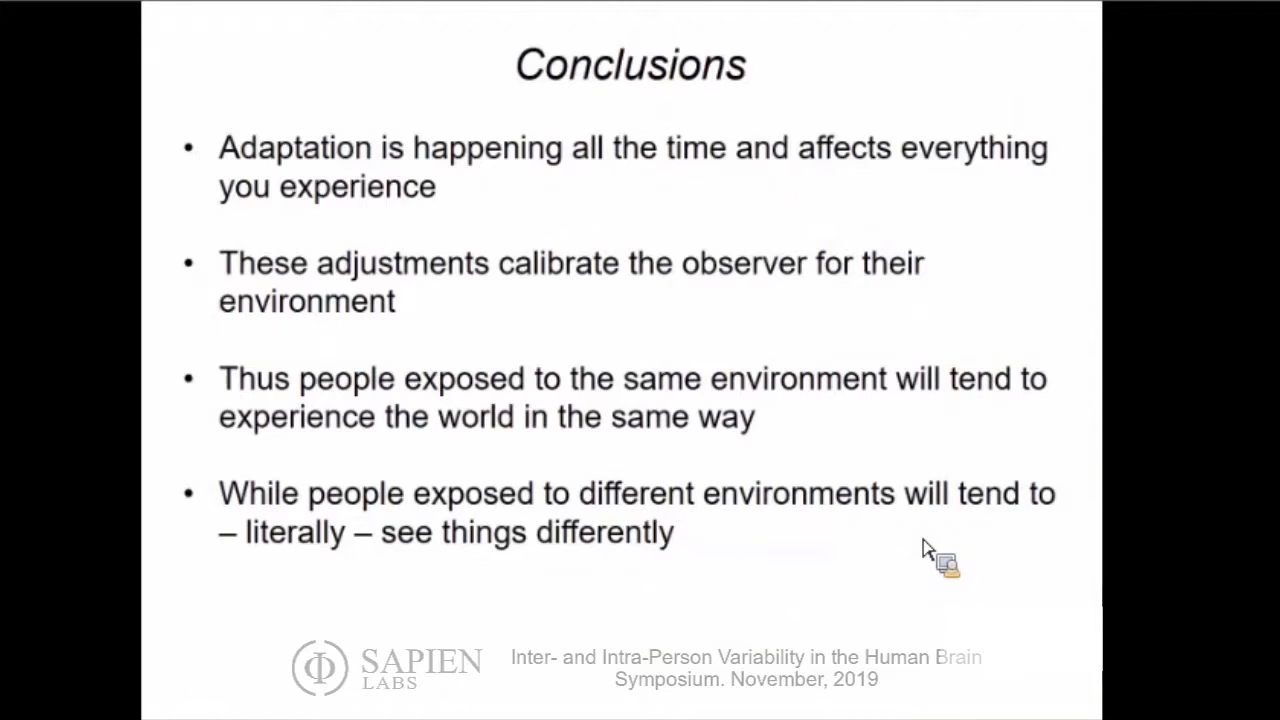 Conclusions
• Adaptation is happening all the time and affects everything
you experience
• These adjustments calibrate the observer for their
environment
• Thus people exposed to the same environment will tend to
experience the world in the same way
• While people exposed to different environments will tend to
– literally – see things differently
SAPIEN
LABS
Inter- and Intra-Person Variability in the Human Brain
Symposium. November, 2019